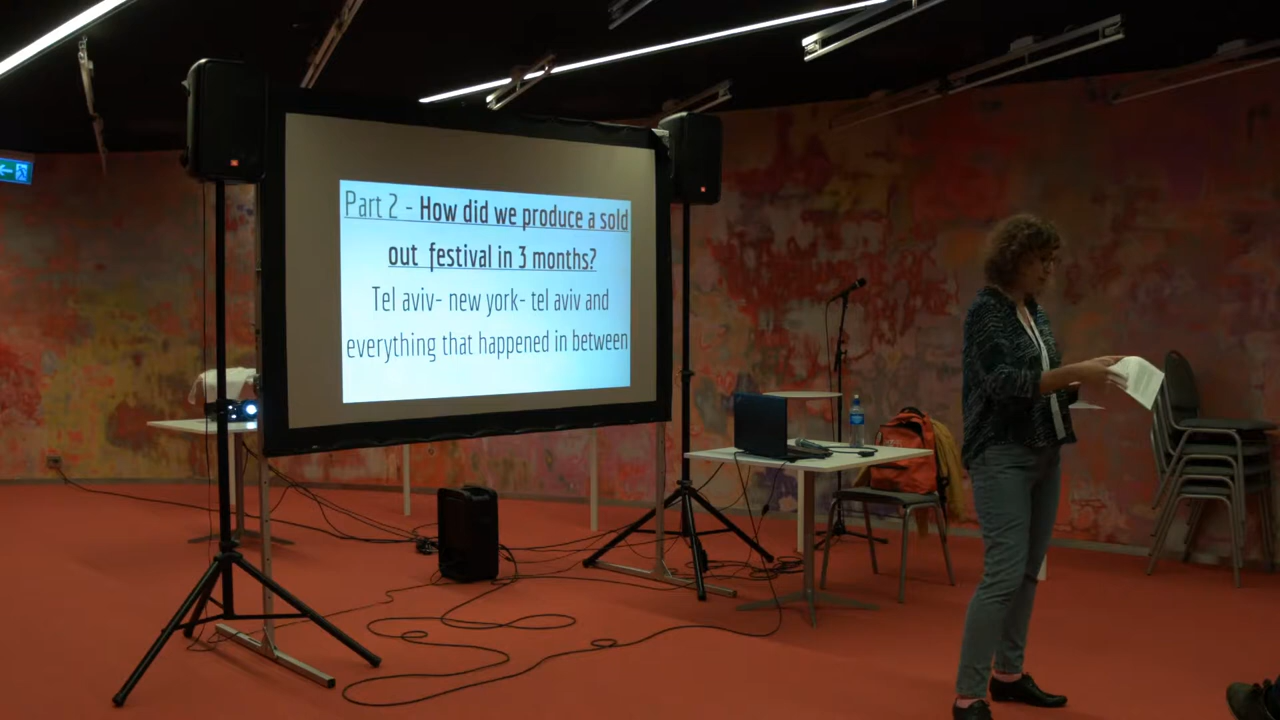 Part 2 - How did we produce a sold
out festival in 3 months?
Tel aviv- new york- tel aviv and
everything that happened in between